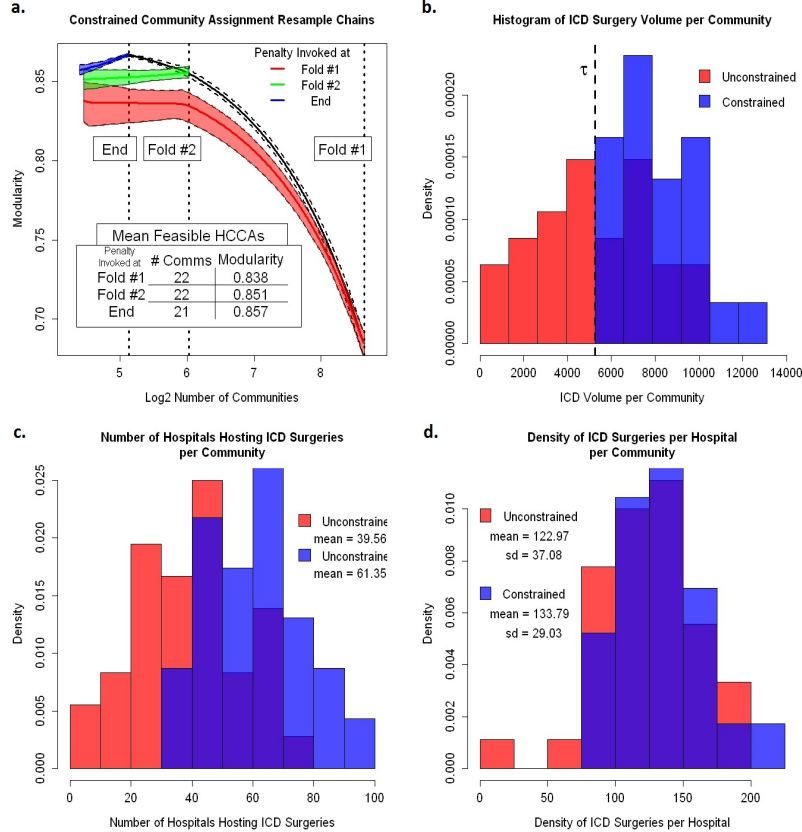 a.
Constrained Community Assignment Resample Chains
Penalty Invoked at
Fold #1
Fold #2
End
End
Fold #2
Fold #1
Mean Feasible HCCAs
Penalty Invoked at # Comms Modularity
Fold #1 22 0.838
Fold #2 22 0.851
End 21 0.857
0.85
0.80
0.75
0.70
Modularity
5 6 7 8
Log2 Number of Communities
b.
Histogram of ICD Surgery Volume per Community
τ
Unconstrained
Constrained
0.00020
0.00015
0.00010
0.00005
0.00000
Density
0 2000 4000 6000 8000 10000 12000 14000
ICD Volume per Community
c.
Number of Hospitals Hosting ICD Surgeries
per Community
Unconstraine
mean = 39.56
Unconstraine
mean = 61.35
0.025
0.020
0.015
0.010
0.005
0.000
Density
0 20 40 60 80 100
Number of Hospitals Hosting ICD Surgeries
d.
Density of ICD Surgeries per Hospital
per Community
Unconstrained
mean = 122.97
sd = 37.08
Constrained
mean = 133.79
sd = 29.03
0.010
0.008
0.006
0.004
0.002
0.000
Density
0 50 100 150 200
Density of ICD Surgeries per Hospital